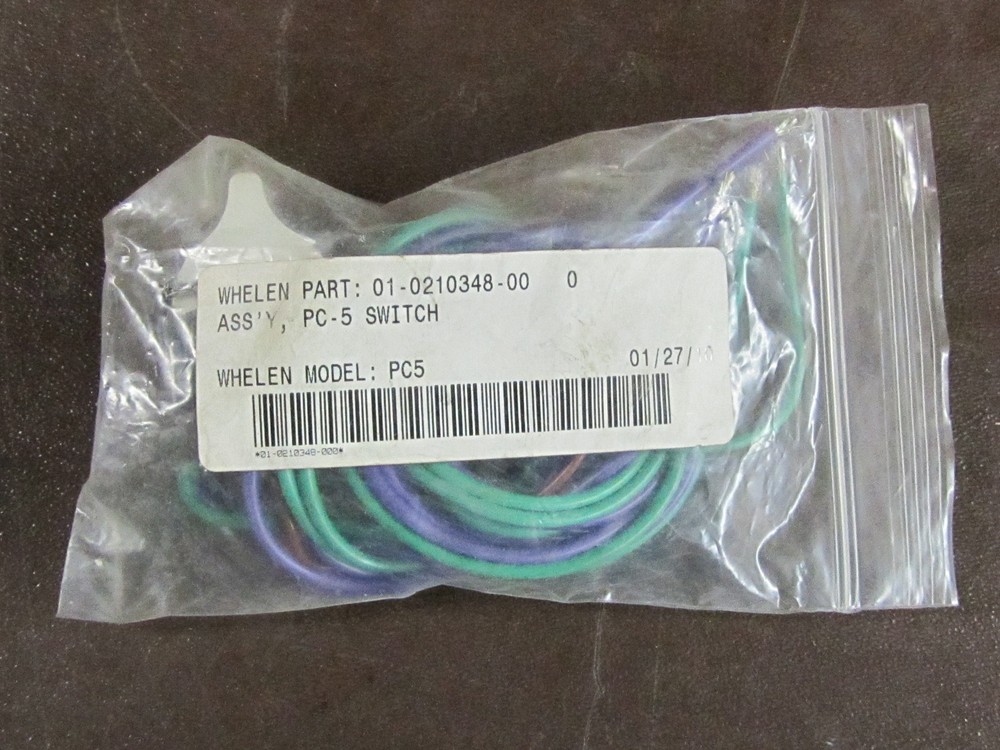 WHELEN PART: 01-0210348-00 0
ASS'Y, PC-5 SWITCH
WHELEN MODEL: PC5 01/27/
*01-0210348-000*